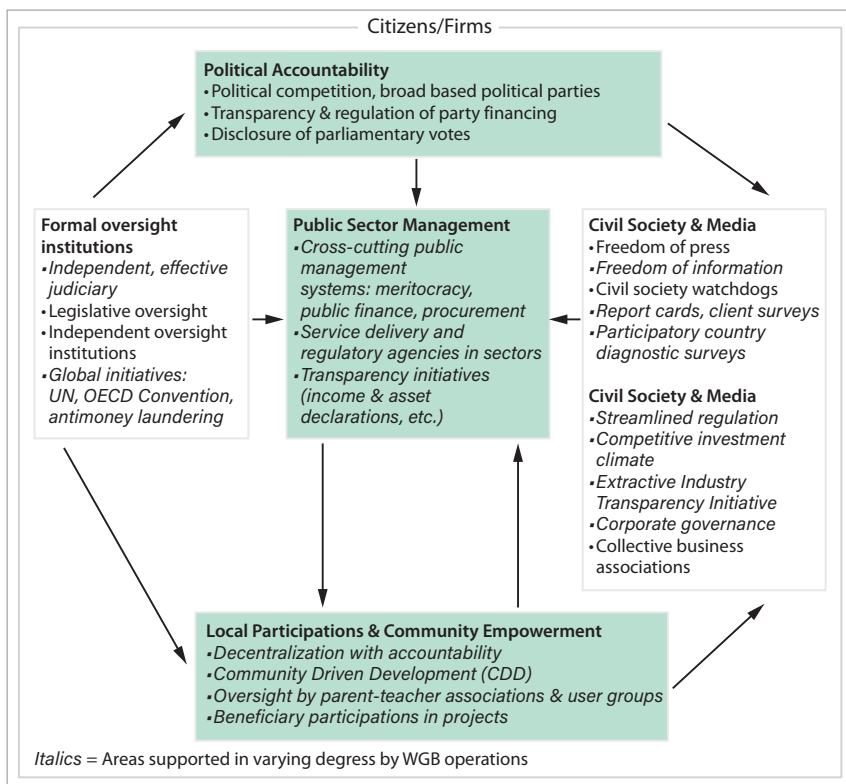 Citizens/Firms
Political Accountability
•Political competition, broad based political parties
•Transparency & regulation of party financing
•Disclosure of parliamentary votes
Formal oversight
institutions
•Independent, effective
judiciary
•Legislative oversight
•Independent oversight
institutions
•Global initiatives:
UN, OECD Convention,
antimoney laundering
Public Sector Management
•Cross-cutting public
management
systems: meritocracy,
public finance, procurement
•Service delivery and
regulatory agencies in sectors
•Transparency initiatives
(income & asset
declarations, etc.)
Civil Society & Media
•Freedom of press
•Freedom of information
•Civil society watchdogs
•Report cards, client surveys
•Participatory country
diagnostic surveys
Civil Society & Media
•Streamlined regulation
•Competitive investment
climate
•Extractive Industry
Transparency Initiative
•Corporate governance
•Collective business
associations
Local Participations & Community Empowerment
•Decentralization with accountability
•Community Driven Development (CDD)
•Oversight by parent-teacher associations & user groups
•Beneficiary participations in projects
Italics = Areas supported in varying degress by WGB operations